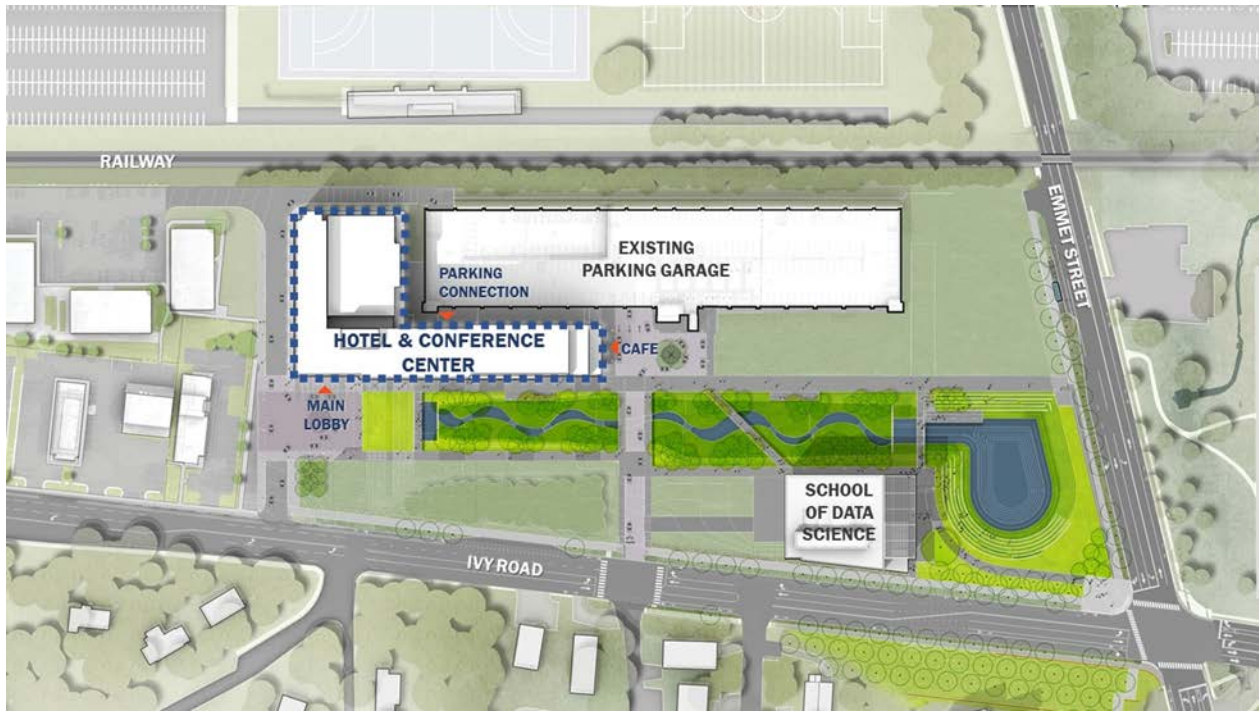 RAILWAY
EMMET STREET
EXISTING
PARKING GARAGE
PARKING
CONNECTION
HOTEL & CONFERENCE
CENTER
CAFE
MAIN
LOBBY
SCHOOL
OF DATA
SCIENCE
IVY ROAD